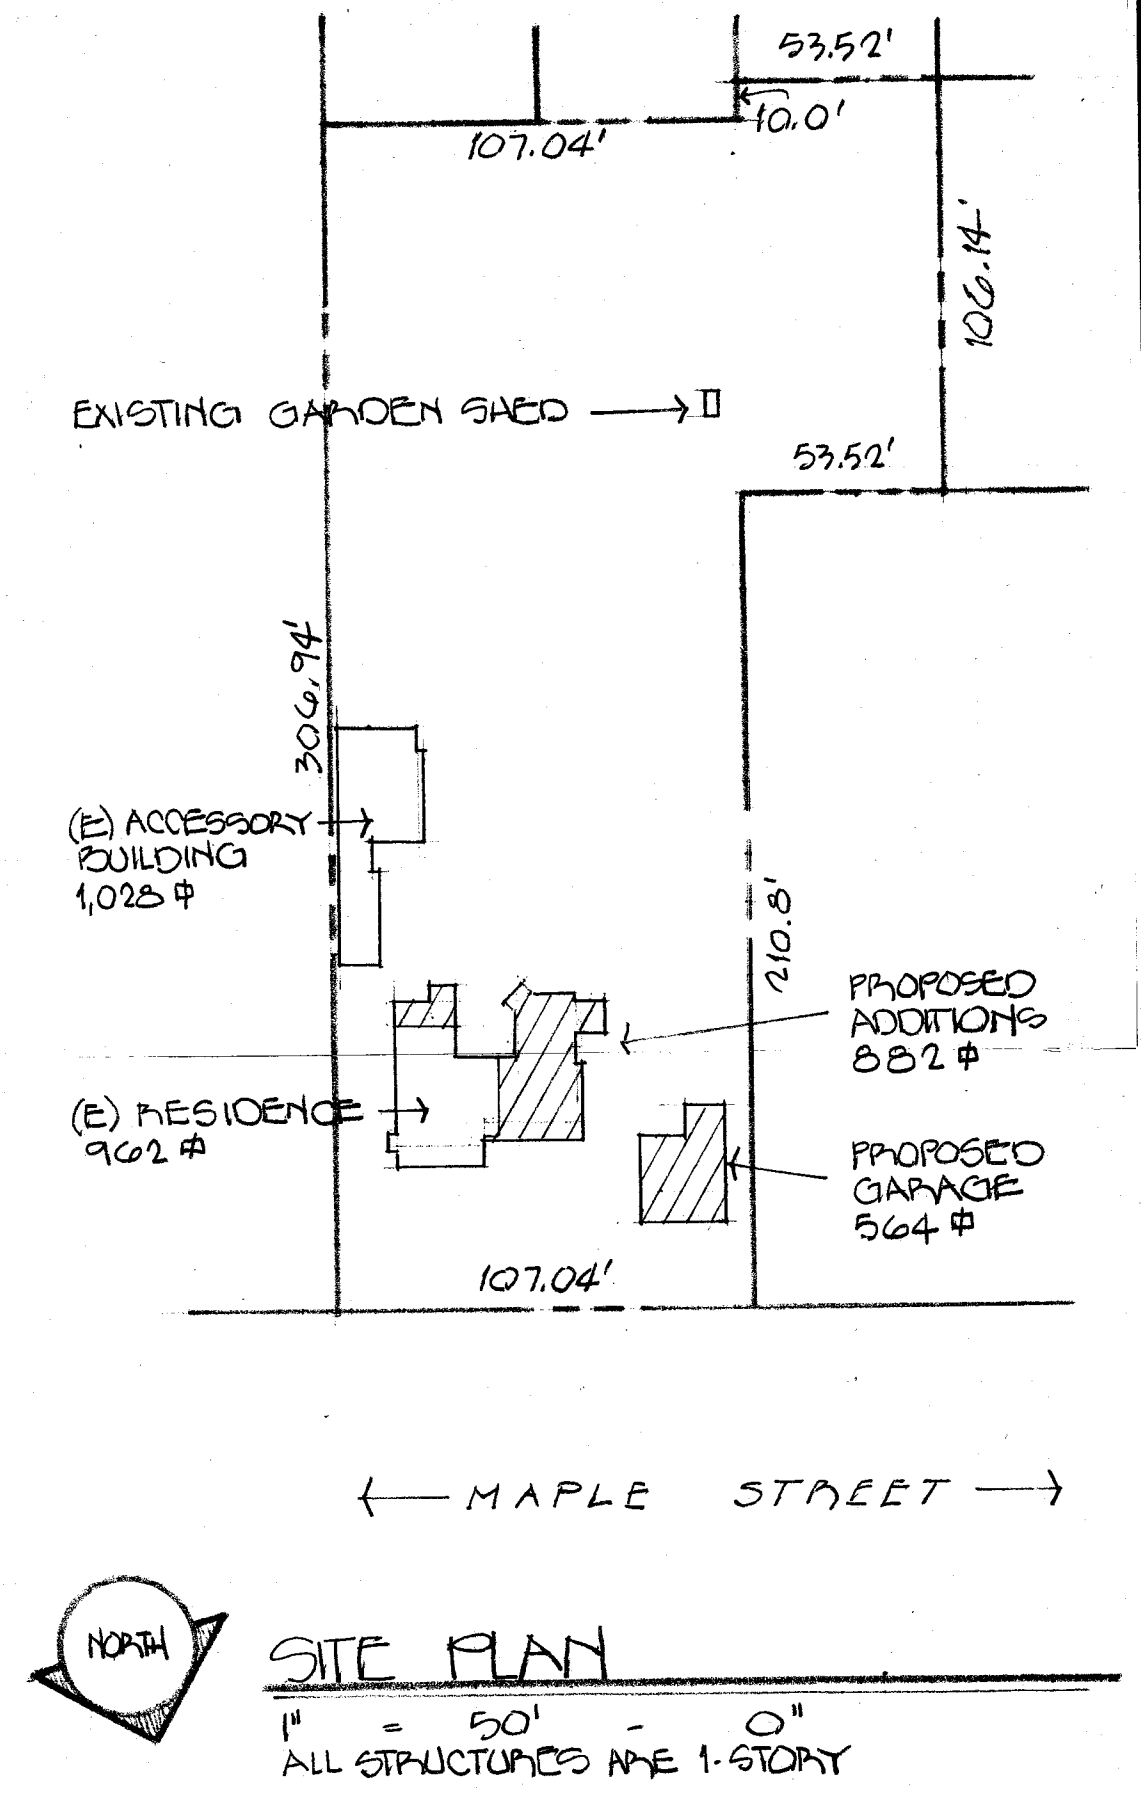 53.52'
10.0'
107.04'
106.14'
EXISTING GARDEN SHED
53.52'
306.94'
(E) ACCESSORY
BUILDING
1,028 ⌗
210.8'
PROPOSED
ADDITIONS
882 ⌗
(E) RESIDENCE
962 ⌗
PROPOSED
GARAGE
564 ⌗
107.04'
MAPLE STREET
NORTH
SITE PLAN
1" = 50' - 0"
ALL STRUCTURES ARE 1-STORY